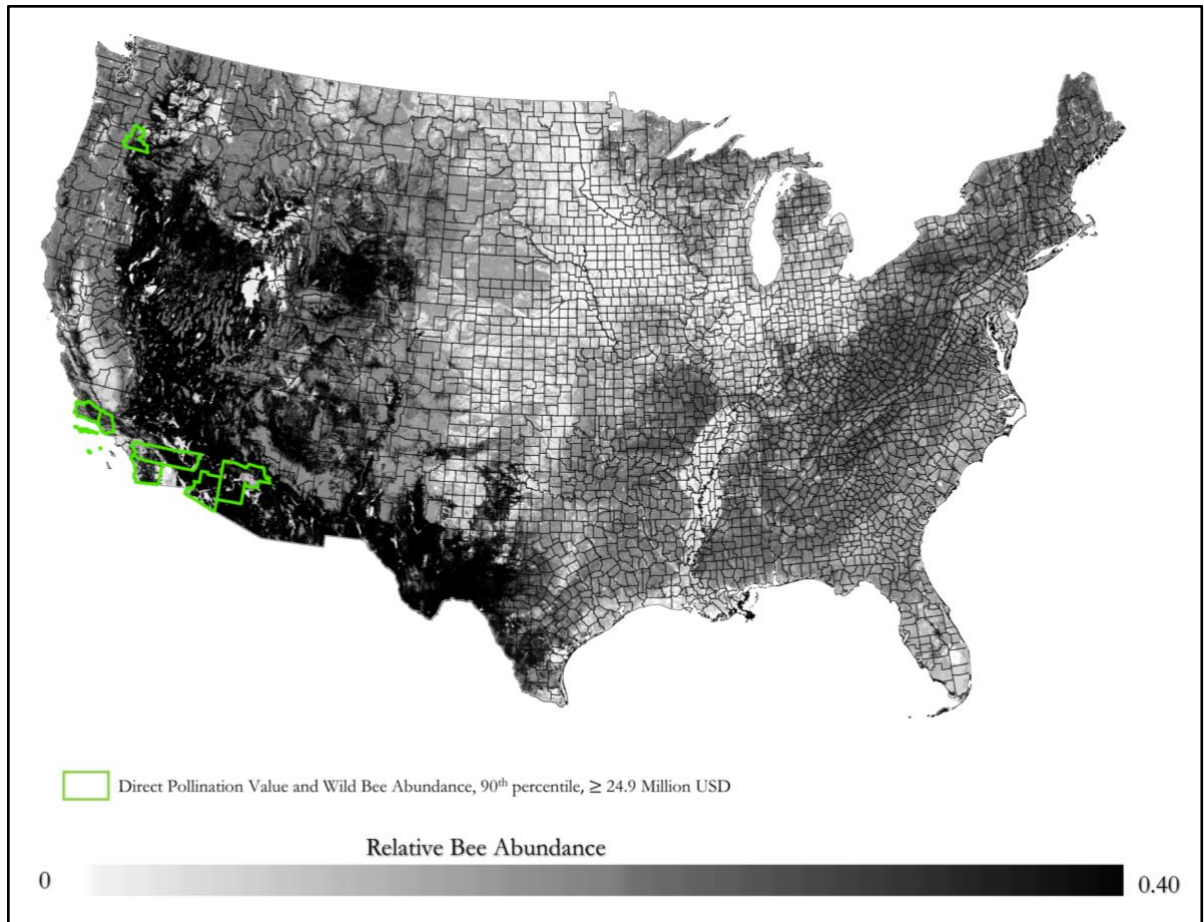 Direct Pollination Value and Wild Bee Abundance, 90th percentile, ≥ 24.9 Million USD
Relative Bee Abundance
0
0.40